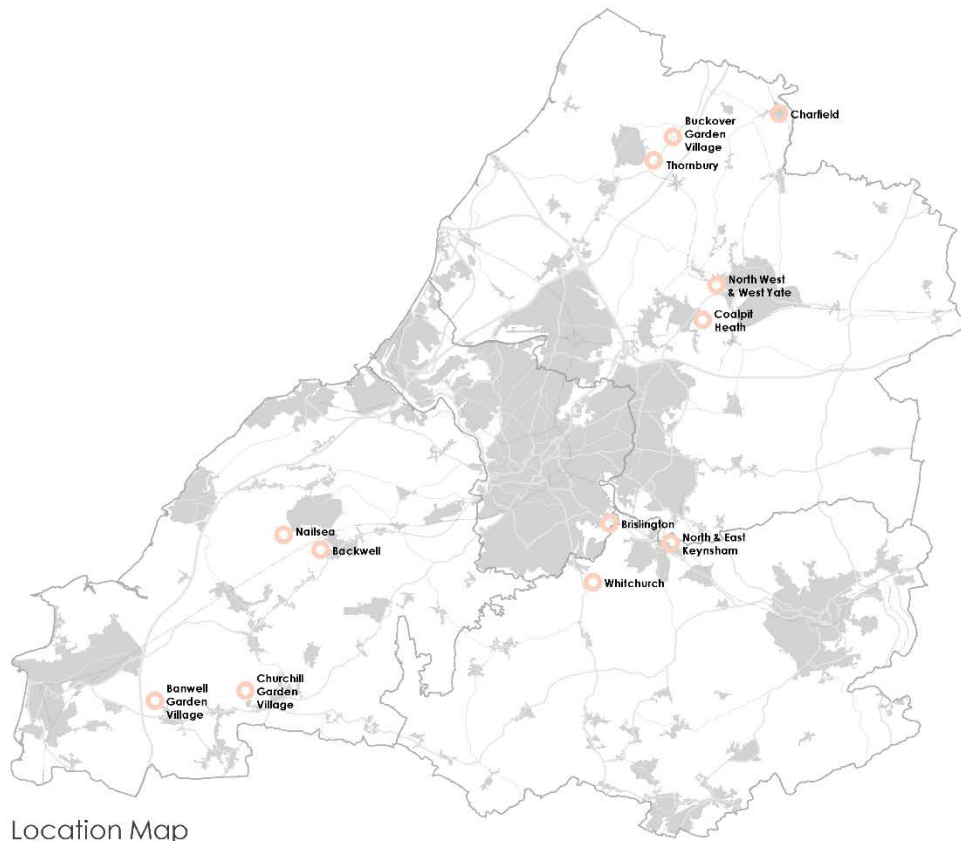 Charfield
Buckover
Garden
Village
Thornbury
North West
& West Yate
Coalpit
Heath
Nailsea
Backwell
Brislington
North & East
Keynsham
Whitchurch
Churchill
Garden
Village
Banwell
Garden
Village
Location Map